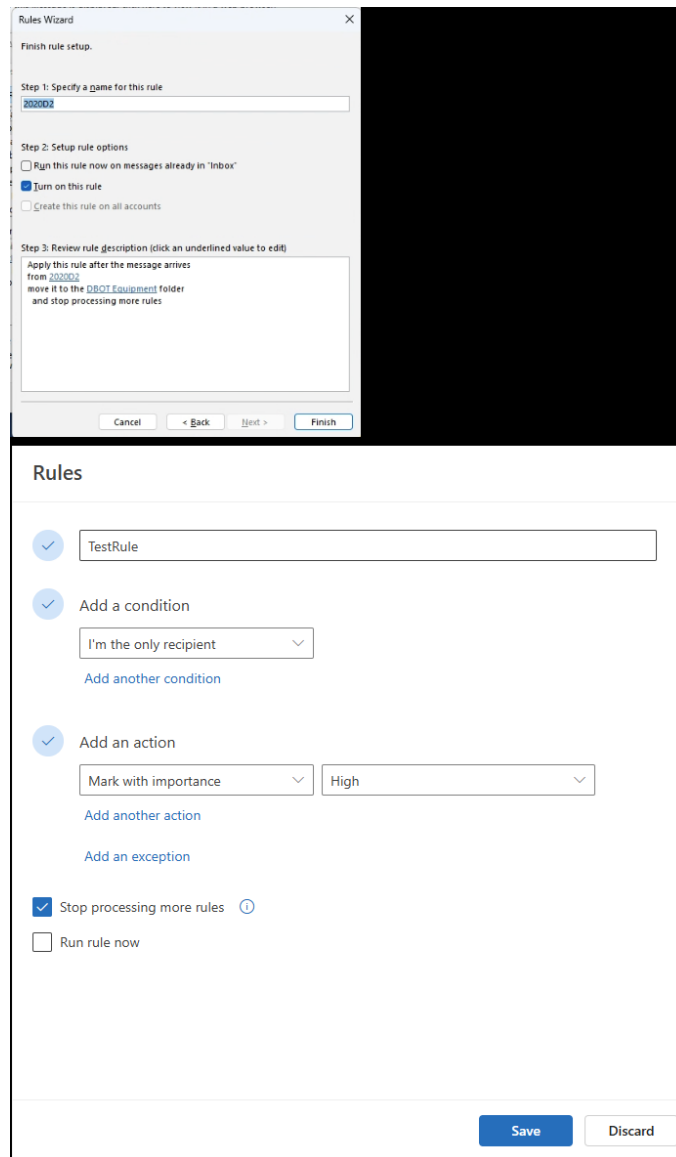 Rules Wizard
Finish rule setup.
Step 1: Specify a name for this rule
2020D2
Step 2: Setup rule options
Run this rule now on messages already in "Inbox"
Turn on this rule
Create this rule on all accounts
Step 3: Review rule description (click an underlined value to edit)
Apply this rule after the message arrives
from 2020D2
move it to the DBOT Equipment folder
and stop processing more rules
Cancel < Back Next > Finish
Rules
TestRule
Add a condition
I'm the only recipient
Add another condition
Add an action
Mark with importance High
Add another action
Add an exception
Stop processing more rules
Run rule now
Save Discard